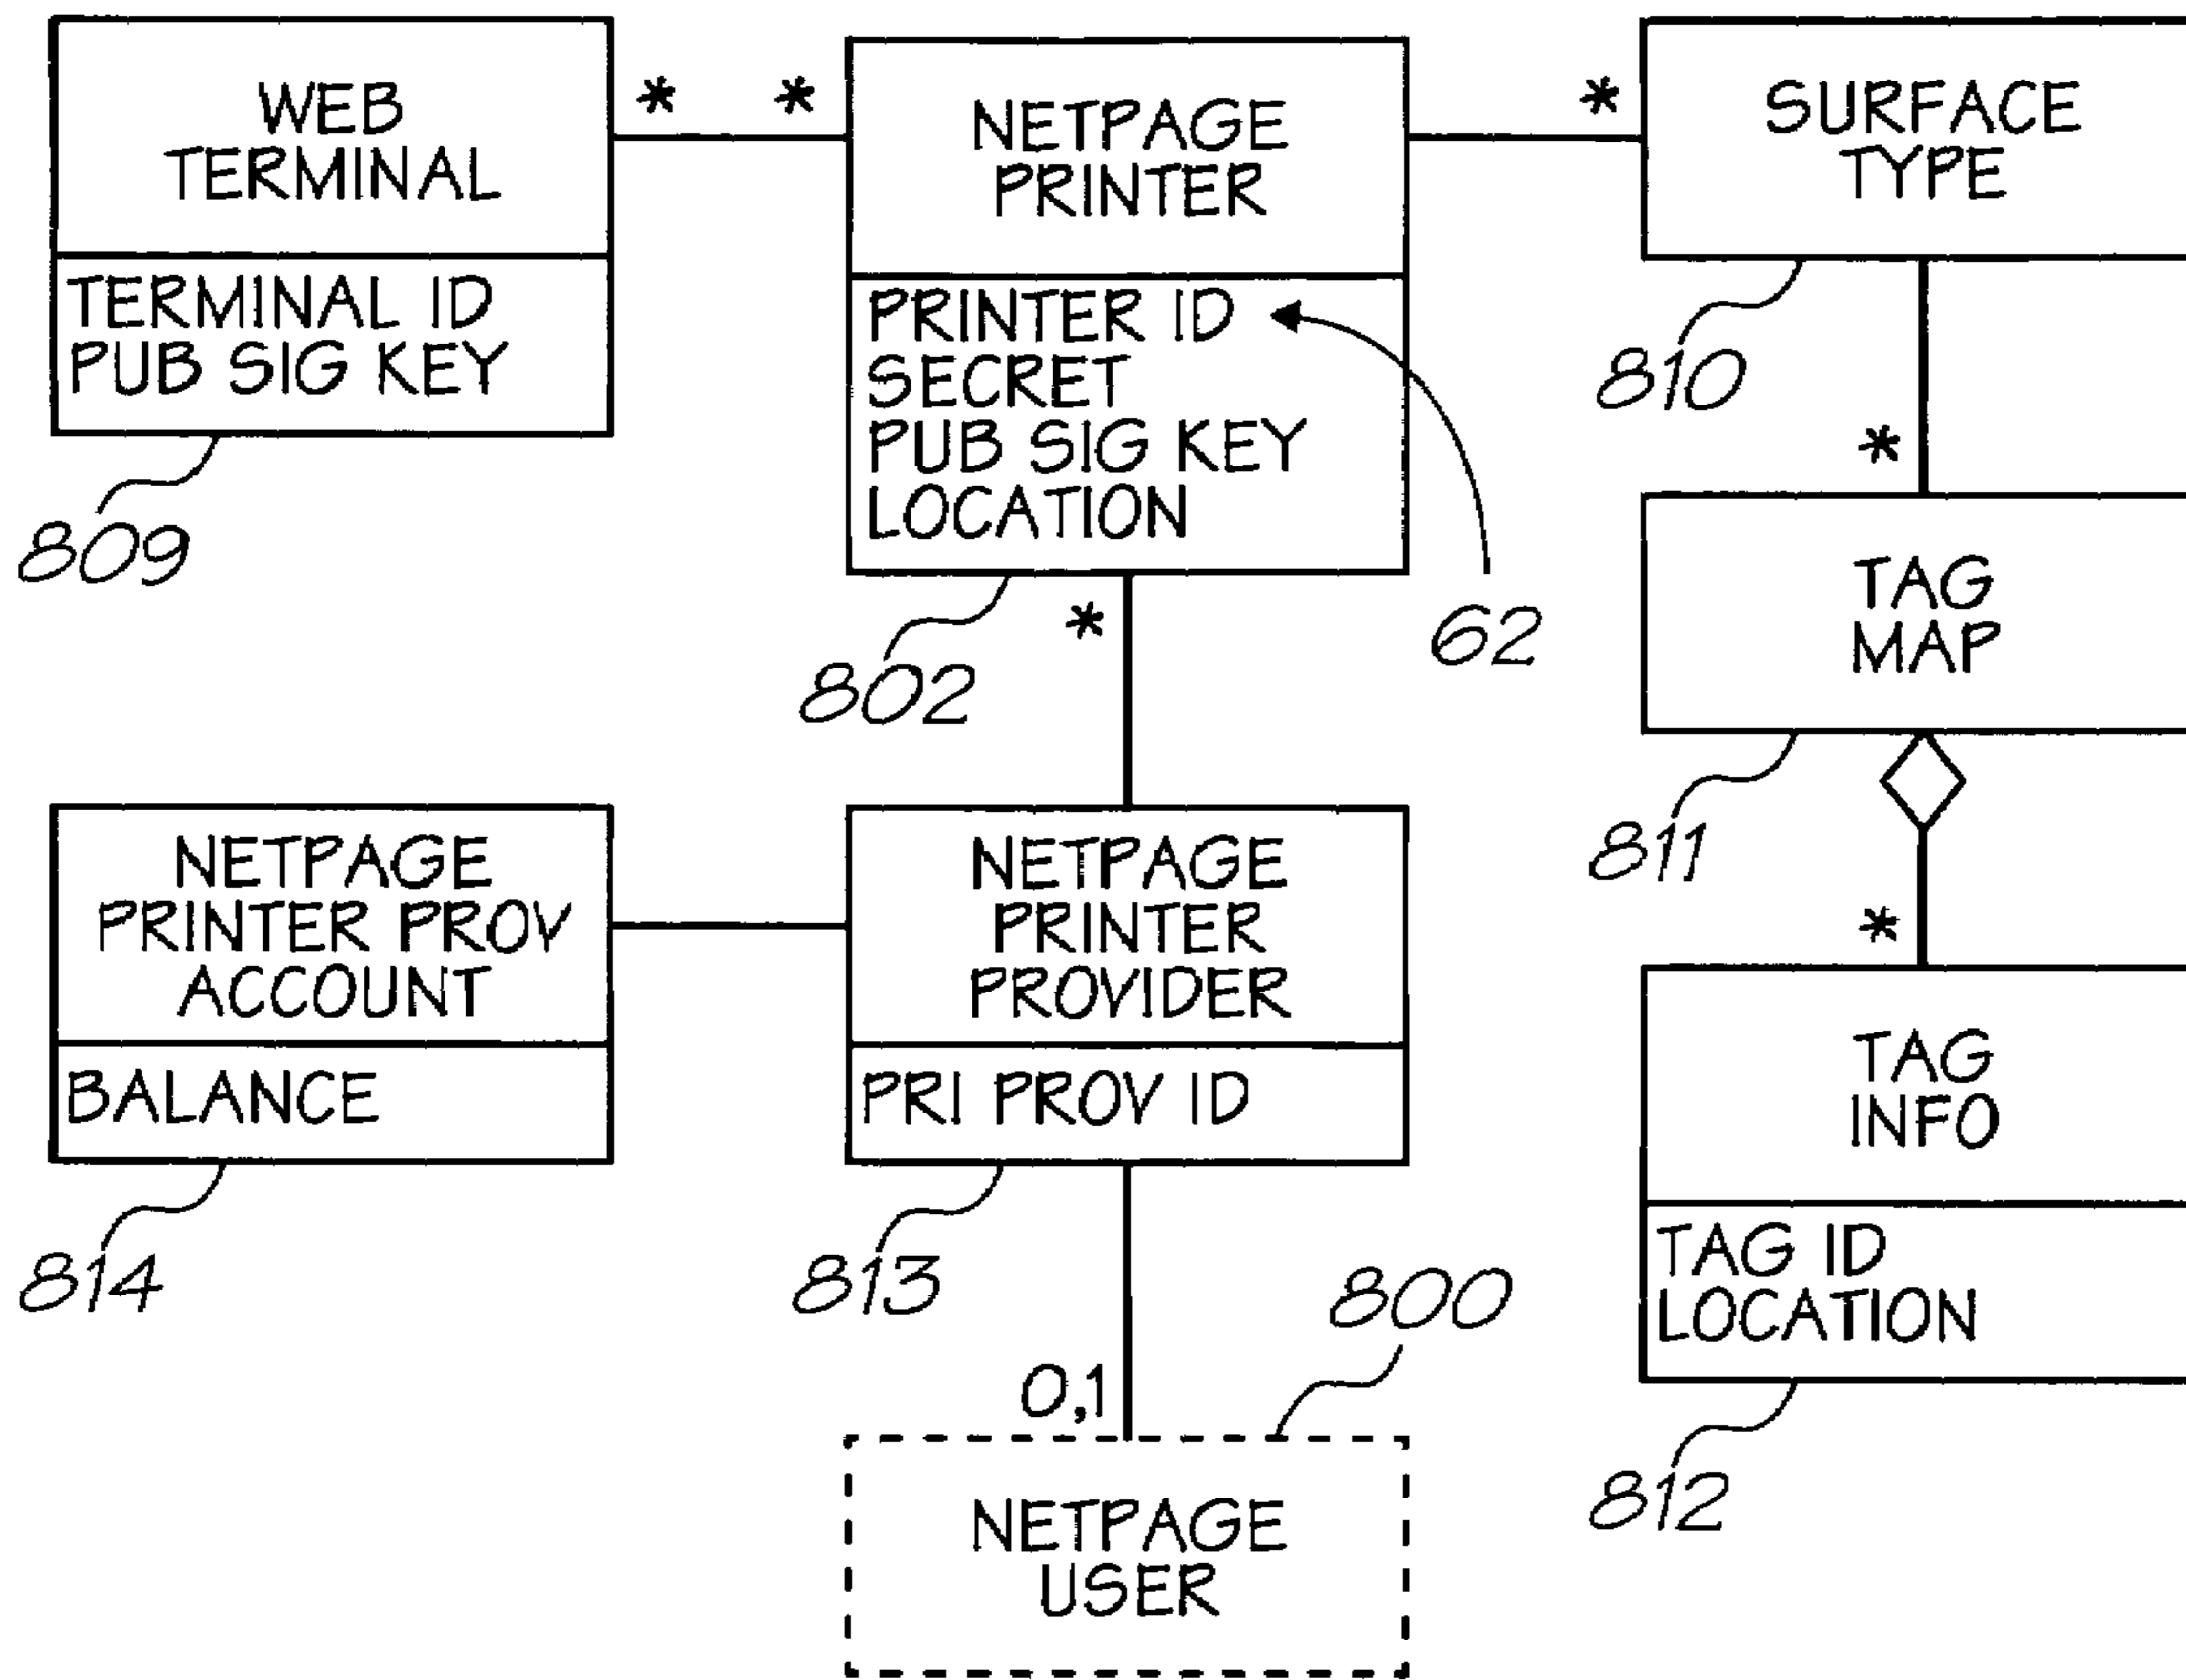 WEB
TERMINAL
TERMINAL ID
PUB SIG KEY
809
*
*
NETPAGE
PRINTER
PRINTER ID
SECRET
PUB SIG KEY
LOCATION
802
62
*
*
SURFACE
TYPE
810
*
TAG
MAP
811
*
TAG
INFO
TAG ID
LOCATION
812
NETPAGE
PRINTER PROV
ACCOUNT
BALANCE
814
NETPAGE
PRINTER
PROVIDER
PRI PROV ID
813
0,1
800
NETPAGE
USER